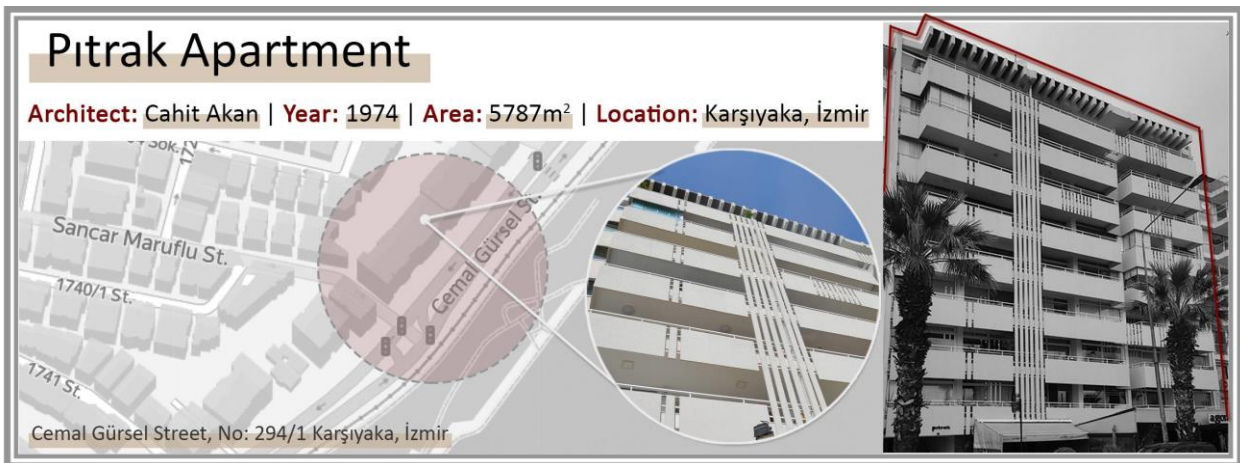 Pıtrak Apartment
Architect: Cahit Akan | Year: 1974 | Area: 5787m² | Location: Karşıyaka, İzmir
Sok.
Sancar Maruflu St.
1740/1 St.
1741 St.
Cemal Gürsel St.
Cemal Gürsel Street, No: 294/1 Karşıyaka, İzmir